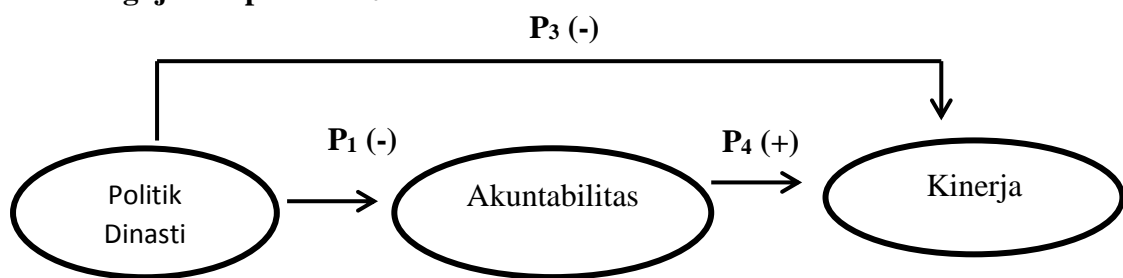 P₃ (-)
P₁ (-)
P₄ (+)
Politik
Dinasti
Akuntabilitas
Kinerja